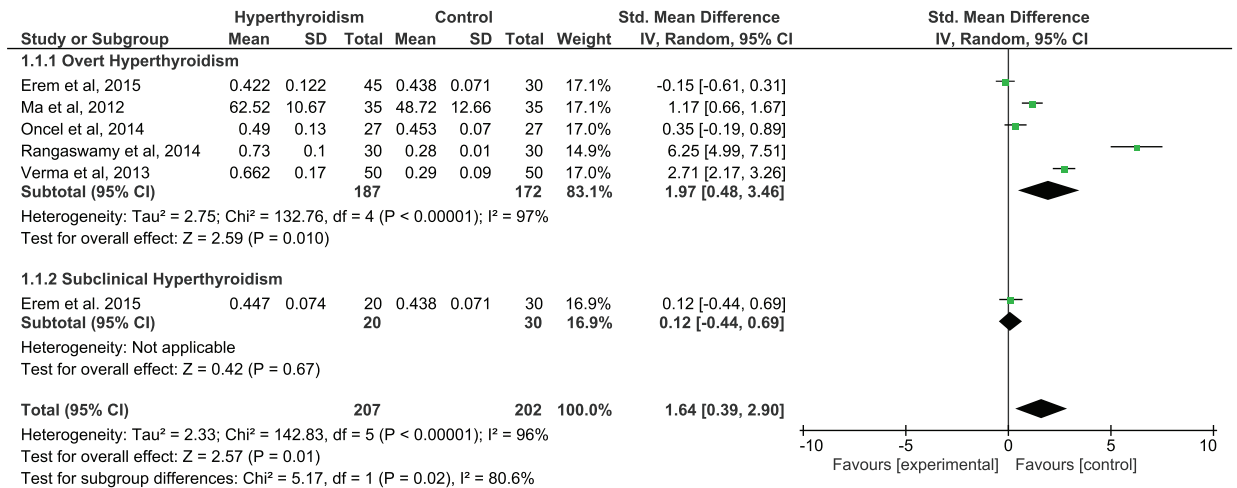 Hyperthyroidism Control Std. Mean Difference Std. Mean Difference
Study or Subgroup Mean SD Total Mean SD Total Weight IV, Random, 95% CI IV, Random, 95% CI
1.1.1 Overt Hyperthyroidism
Erem et al, 2015 0.422 0.122 45 0.438 0.071 30 17.1% -0.15 [-0.61, 0.31]
Ma et al, 2012 62.52 10.67 35 48.72 12.66 35 17.1% 1.17 [0.66, 1.67]
Oncel et al, 2014 0.49 0.13 27 0.453 0.07 27 17.0% 0.35 [-0.19, 0.89]
Rangaswamy et al, 2014 0.73 0.1 30 0.28 0.01 30 14.9% 6.25 [4.99, 7.51]
Verma et al, 2013 0.662 0.17 50 0.29 0.09 50 17.0% 2.71 [2.17, 3.26]
Subtotal (95% CI) 187 172 83.1% 1.97 [0.48, 3.46]
Heterogeneity: Tau² = 2.75; Chi² = 132.76, df = 4 (P < 0.00001); I² = 97%
Test for overall effect: Z = 2.59 (P = 0.010)
1.1.2 Subclinical Hyperthyroidism
Erem et al. 2015 0.447 0.074 20 0.438 0.071 30 16.9% 0.12 [-0.44, 0.69]
Subtotal (95% CI) 20 30 16.9% 0.12 [-0.44, 0.69]
Heterogeneity: Not applicable
Test for overall effect: Z = 0.42 (P = 0.67)
Total (95% CI) 207 202 100.0% 1.64 [0.39, 2.90]
Heterogeneity: Tau² = 2.33; Chi² = 142.83, df = 5 (P < 0.00001); I² = 96%
Test for overall effect: Z = 2.57 (P = 0.01)
Test for subgroup differences: Chi² = 5.17, df = 1 (P = 0.02), I² = 80.6%
-10 -5 0 5 10
Favours [experimental] Favours [control]